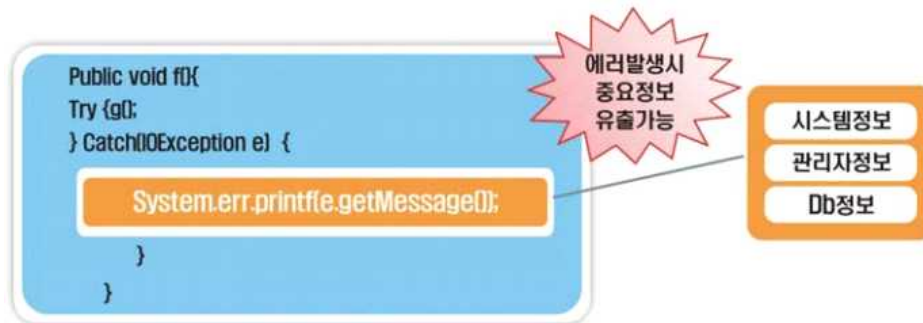 Public void f(){
Try {g();
} Catch(IOException e) {
System.err.printf(e.getMessage());
}
}
에러발생시
중요정보
유출가능
시스템정보
관리자정보
Db정보